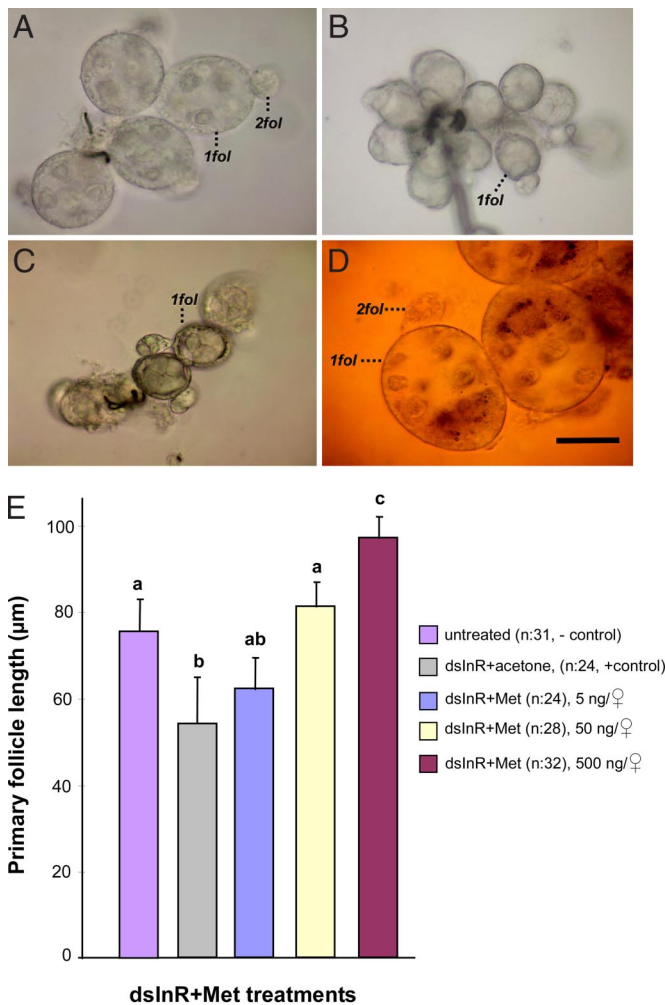 A
2fol
1fol
B
1fol
C
1fol
D
2fol
1fol
E
Primary follicle length (µm)
100
80
60
40
20
0
a
b
ab
a
c
untreated (n:31, - control)
dsInR+acetone, (n:24, +control)
dsInR+Met (n:24), 5 ng/♀
dsInR+Met (n:28), 50 ng/♀
dsInR+Met (n:32), 500 ng/♀
dsInR+Met treatments